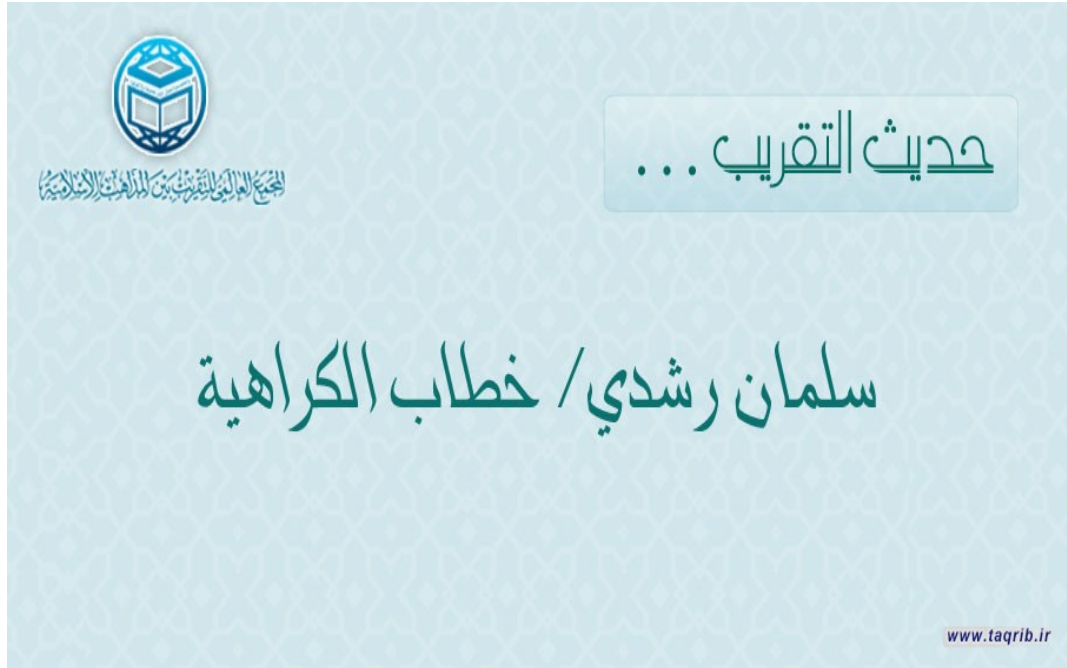 حديث التقريب ...
المجمع العالمي للتقريب بين المذاهب الإسلامية
سلمان رشدي/ خطاب الكراهية
www.taqrib.ir